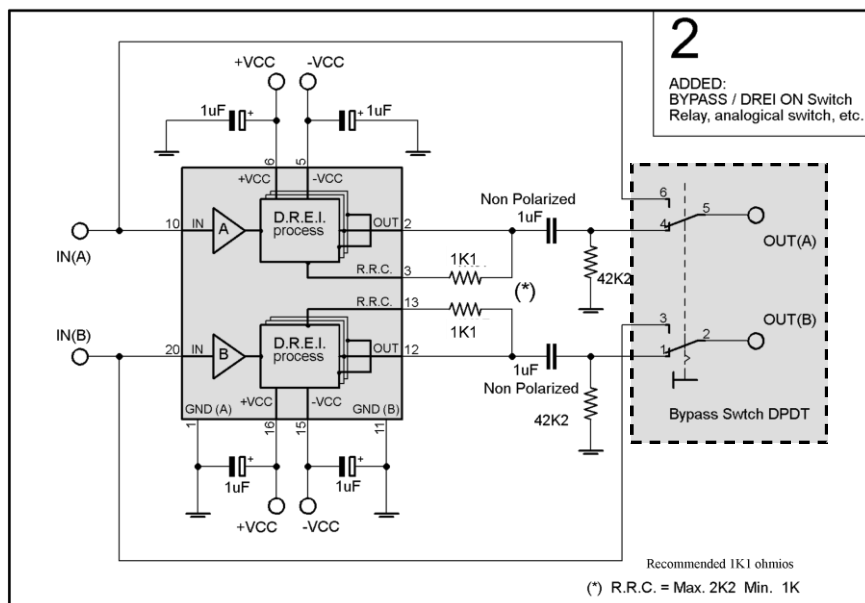 2
ADDED:
BYPASS / DREI ON Switch
Relay, analogical switch, etc.
+VCC
-VCC
1uF
+
+
1uF
6
5
+VCC
-VCC
IN(A)
10
IN
A
D.R.E.I.
process
OUT
2
R.R.C.
3
1K1
Non Polarized
1uF
42K2
(*)
6
4
5
OUT(A)
R.R.C.
13
1K1
IN(B)
20
IN
B
D.R.E.I.
process
OUT
12
1uF
Non Polarized
42K2
3
1
2
OUT(B)
Bypass Swtch DPDT
GND (A)
+VCC
-VCC
GND (B)
1
16
15
11
+
+
1uF
1uF
+VCC
-VCC
Recommended 1K1 ohmios
(*) R.R.C. = Max. 2K2 Min. 1K